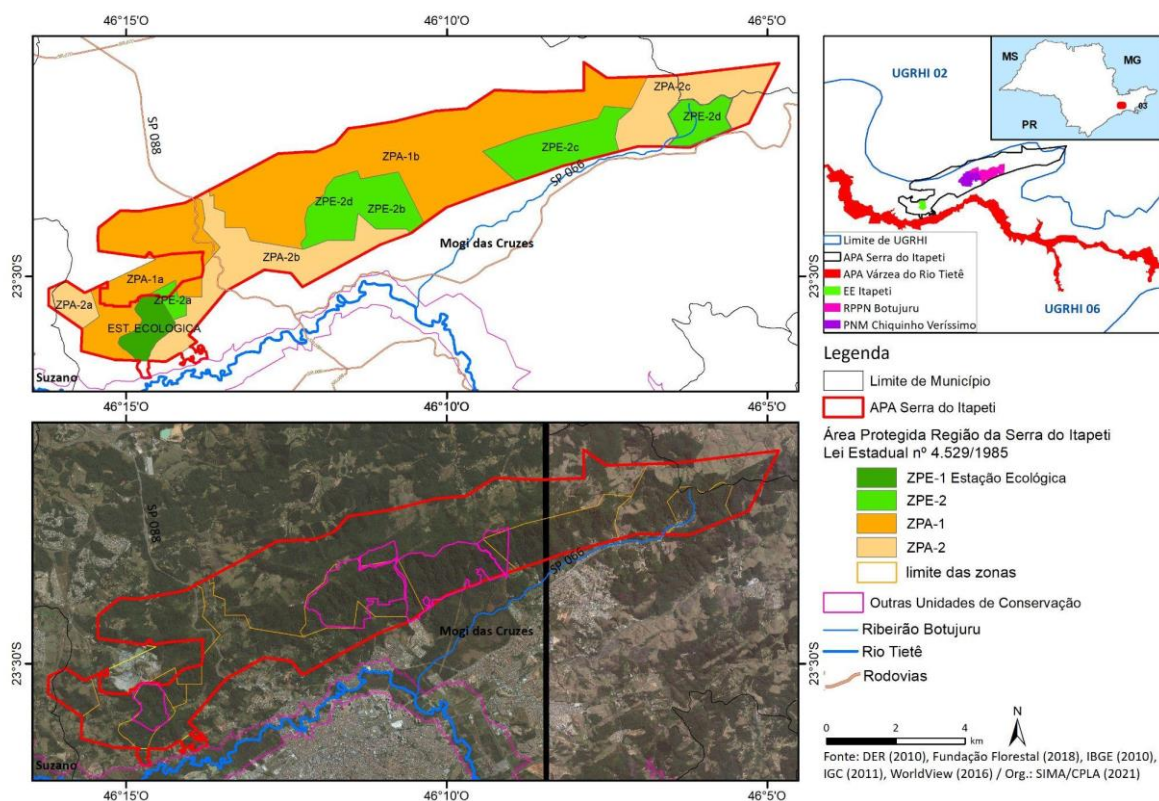 46°15'O
46°10'O
46°5'O
SP 088
ZPA-2c
ZPE-2d
ZPA-1b
ZPE-2c
SP 066
ZPE-2d
ZPE-2b
Mogi das Cruzes
ZPA-2b
23°30'S
23°30'S
ZPA-1a
ZPA-2a
ZPE-2a
EST. ECOLÓGICA
Suzano
46°15'O
46°10'O
46°5'O
SP 088
SP 066
Mogi das Cruzes
23°30'S
23°30'S
Suzano
46°15'O
46°10'O
46°5'O
UGRHI 02
MS
MG
03
PR
Limite de UGRHI
APA Serra do Itapeti
APA Várzea do Rio Tietê
EE Itapeti
RPPN Botujuru
PNM Chiquinho Veríssimo
UGRHI 06
Legenda
Limite de Município
APA Serra do Itapeti
Área Protegida Região da Serra do Itapeti
Lei Estadual nº 4.529/1985
ZPE-1 Estação Ecológica
ZPE-2
ZPA-1
ZPA-2
limite das zonas
Outras Unidades de Conservação
Ribeirão Botujuru
Rio Tietê
Rodovias
0 2 4
km
N
Fonte: DER (2010), Fundação Florestal (2018), IBGE (2010),
IGC (2011), WorldView (2016) / Org.: SIMA/CPLA (2021)